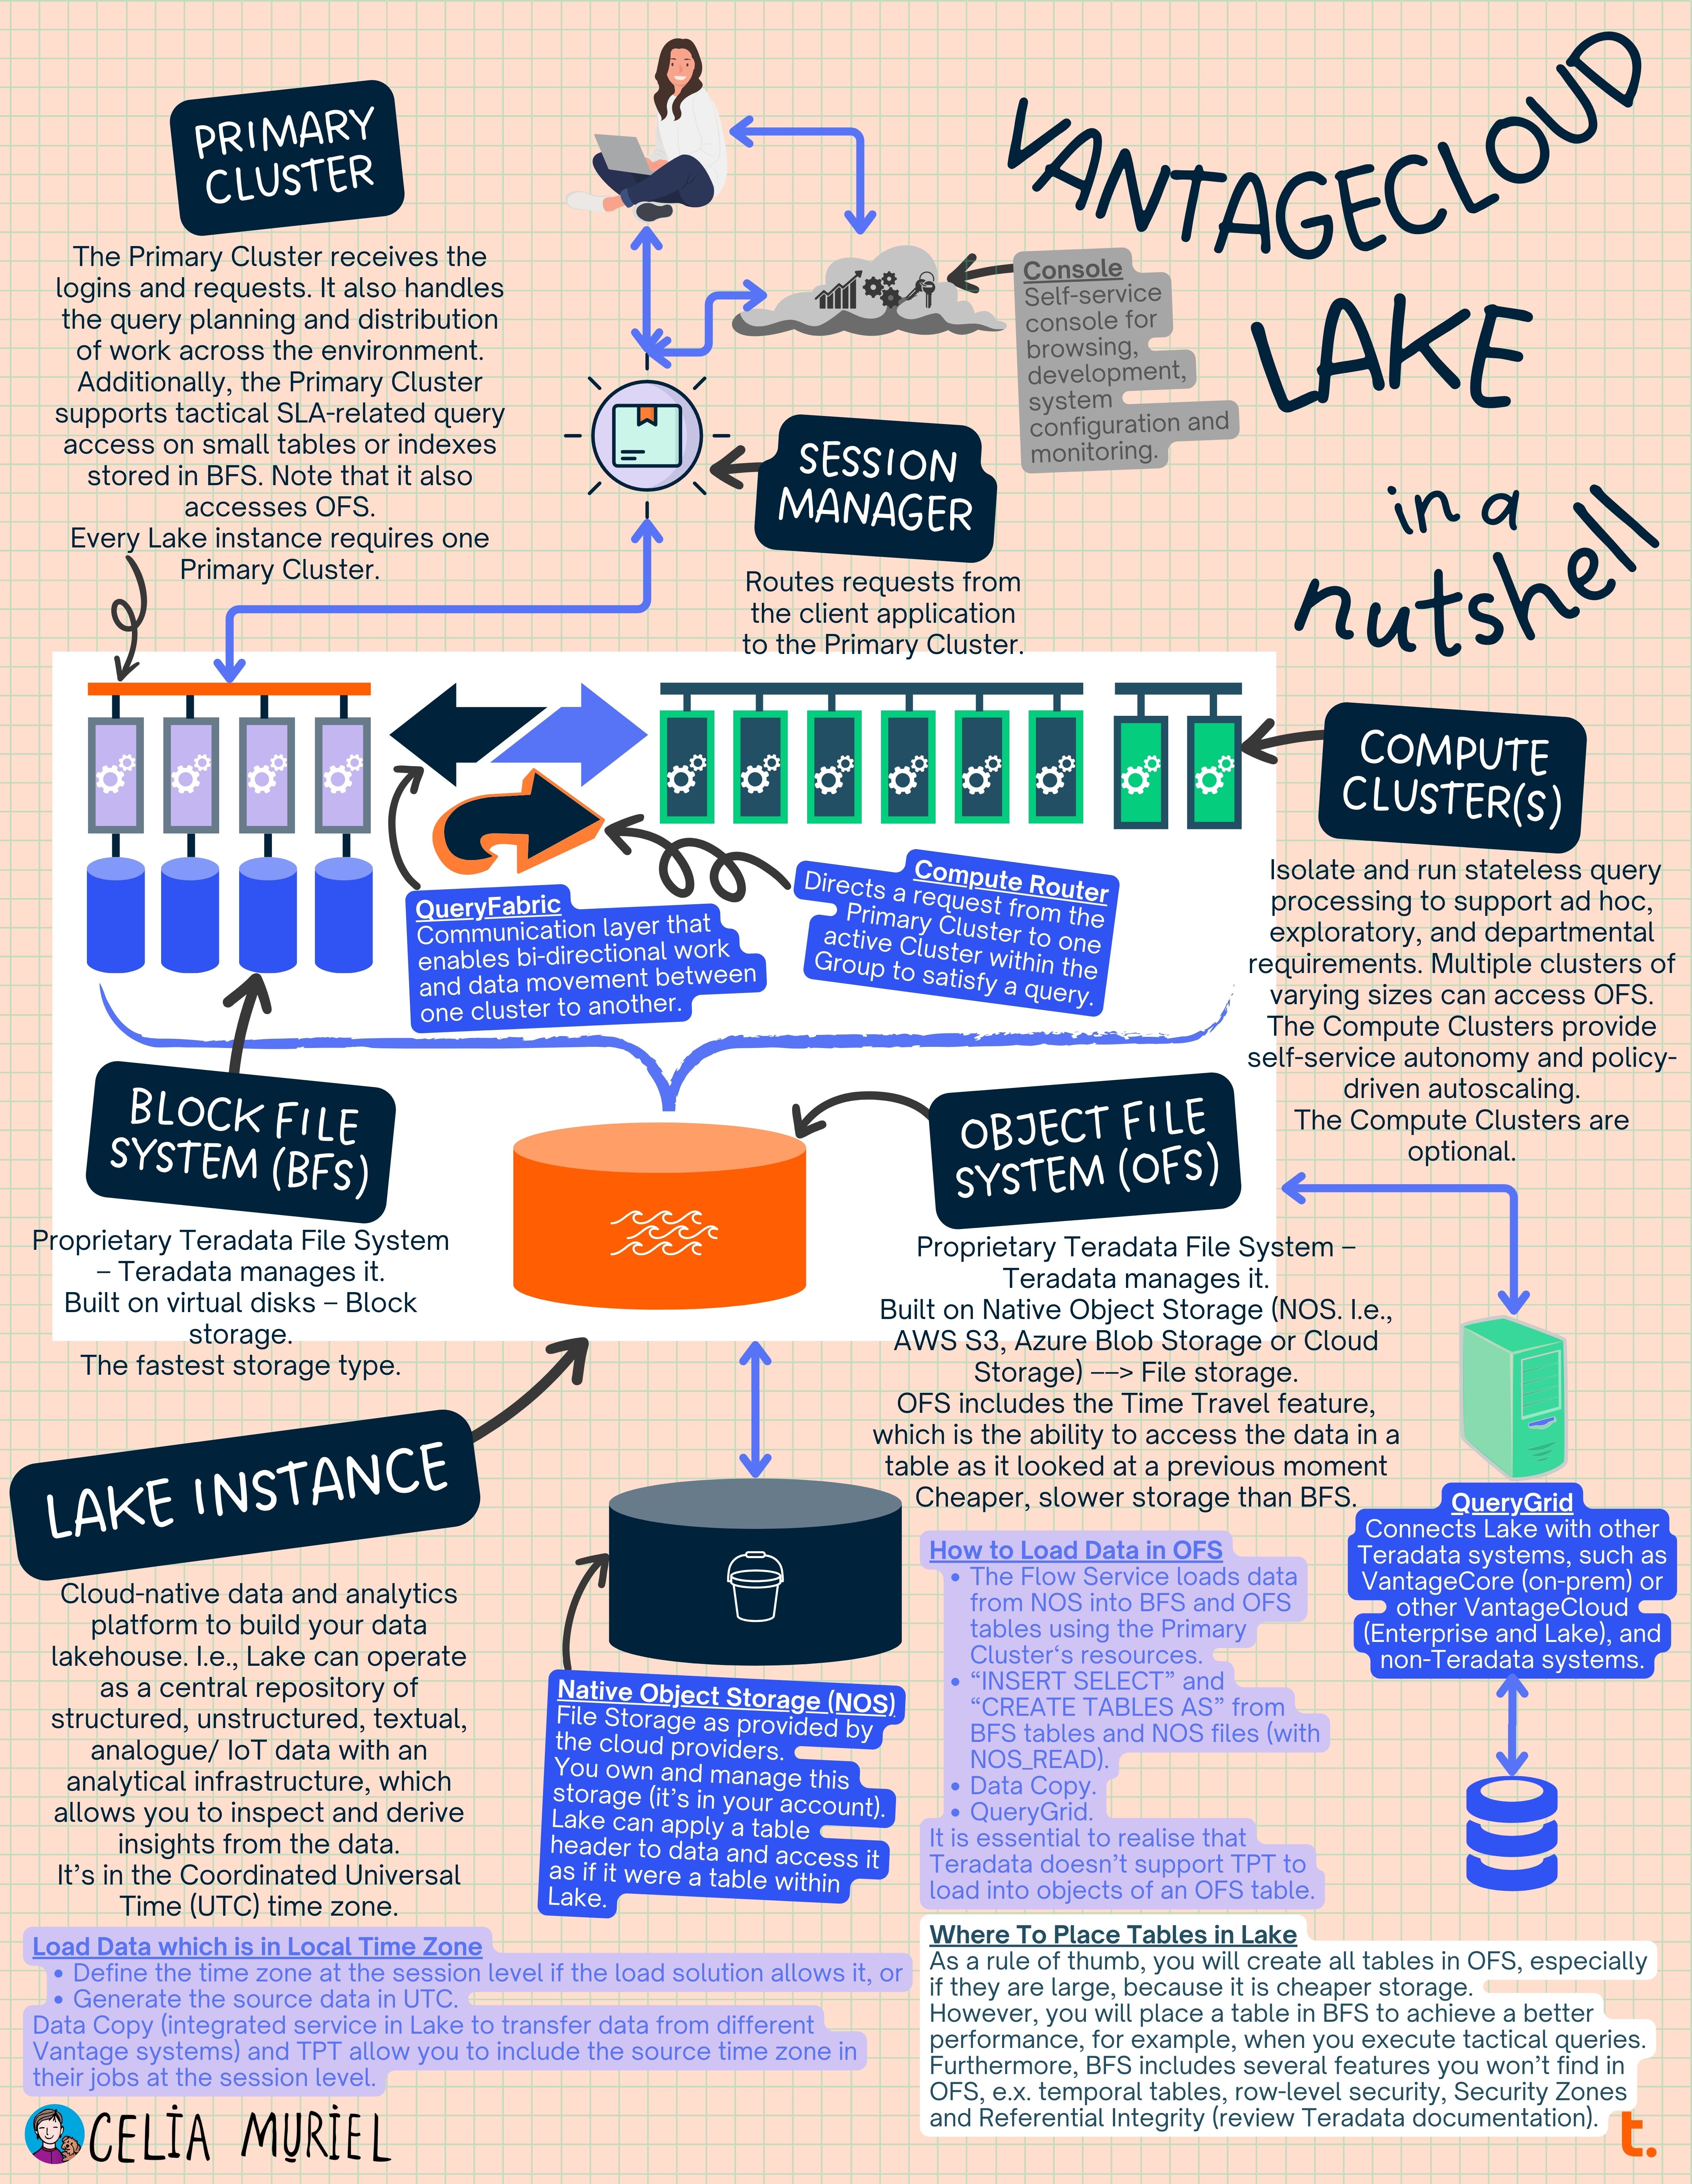 VANTAGECLOUD
LAKE
in a
nutshell
PRIMARY
CLUSTER
The Primary Cluster receives the
logins and requests. It also handles
the query planning and distribution
of work across the environment.
Additionally, the Primary Cluster
supports tactical SLA-related query
access on small tables or indexes
stored in BFS. Note that it also
accesses OFS.
Every Lake instance requires one
Primary Cluster.
Console
Self-service
console for
browsing,
development,
system
configuration and
monitoring.
SESSION
MANAGER
Routes requests from
the client application
to the Primary Cluster.
COMPUTE
CLUSTER(S)
Isolate and run stateless query
processing to support ad hoc,
exploratory, and departmental
requirements. Multiple clusters of
varying sizes can access OFS.
The Compute Clusters provide
self-service autonomy and policy-
driven autoscaling.
The Compute Clusters are
optional.
QueryFabric
Communication layer that
enables bi-directional work
and data movement between
one cluster to another.
Compute Router
Directs a request from the
Primary Cluster to one
active Cluster within the
Group to satisfy a query.
BLOCK FILE
SYSTEM (BFS)
Proprietary Teradata File System
– Teradata manages it.
Built on virtual disks – Block
storage.
The fastest storage type.
OBJECT FILE
SYSTEM (OFS)
Proprietary Teradata File System –
Teradata manages it.
Built on Native Object Storage (NOS. I.e.,
AWS S3, Azure Blob Storage or Cloud
Storage) ––> File storage.
OFS includes the Time Travel feature,
which is the ability to access the data in a
table as it looked at a previous moment
Cheaper, slower storage than BFS.
LAKE INSTANCE
Cloud-native data and analytics
platform to build your data
lakehouse. I.e., Lake can operate
as a central repository of
structured, unstructured, textual,
analogue/ IoT data with an
analytical infrastructure, which
allows you to inspect and derive
insights from the data.
It's in the Coordinated Universal
Time (UTC) time zone.
Native Object Storage (NOS)
File Storage as provided by
the cloud providers.
You own and manage this
storage (it's in your account).
Lake can apply a table
header to data and access it
as if it were a table within
Lake.
How to Load Data in OFS
• The Flow Service loads data
from NOS into BFS and OFS
tables using the Primary
Cluster‘s resources.
• “INSERT SELECT” and
“CREATE TABLES AS” from
BFS tables and NOS files (with
NOS_READ).
• Data Copy.
• QueryGrid.
It is essential to realise that
Teradata doesn't support TPT to
load into objects of an OFS table.
QueryGrid
Connects Lake with other
Teradata systems, such as
VantageCore (on-prem) or
other VantageCloud
(Enterprise and Lake), and
non-Teradata systems.
Load Data which is in Local Time Zone
• Define the time zone at the session level if the load solution allows it, or
• Generate the source data in UTC.
Data Copy (integrated service in Lake to transfer data from different
Vantage systems) and TPT allow you to include the source time zone in
their jobs at the session level.
Where To Place Tables in Lake
As a rule of thumb, you will create all tables in OFS, especially
if they are large, because it is cheaper storage.
However, you will place a table in BFS to achieve a better
performance, for example, when you execute tactical queries.
Furthermore, BFS includes several features you won't find in
OFS, e.x. temporal tables, row-level security, Security Zones
and Referential Integrity (review Teradata documentation).
CELIA MURIEL
t.